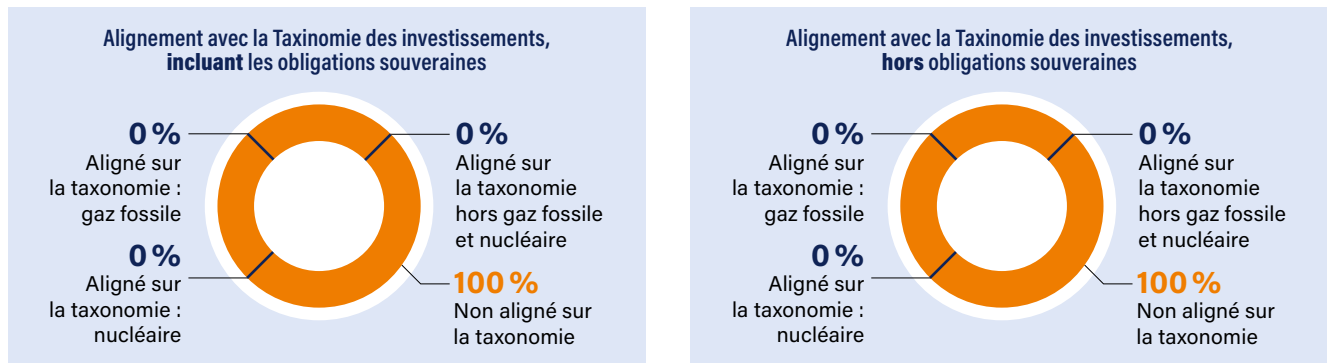 Alignement avec la Taxinomie des investissements,
incluant les obligations souveraines
0 %
Aligné sur
la taxonomie :
gaz fossile
0 %
Aligné sur
la taxonomie
hors gaz fossile
et nucléaire
0 %
Aligné sur
la taxonomie :
nucléaire
100 %
Non aligné sur
la taxonomie
Alignement avec la Taxinomie des investissements,
hors obligations souveraines
0 %
Aligné sur
la taxonomie :
gaz fossile
0 %
Aligné sur
la taxonomie
hors gaz fossile
et nucléaire
0 %
Aligné sur
la taxonomie :
nucléaire
100 %
Non aligné sur
la taxonomie